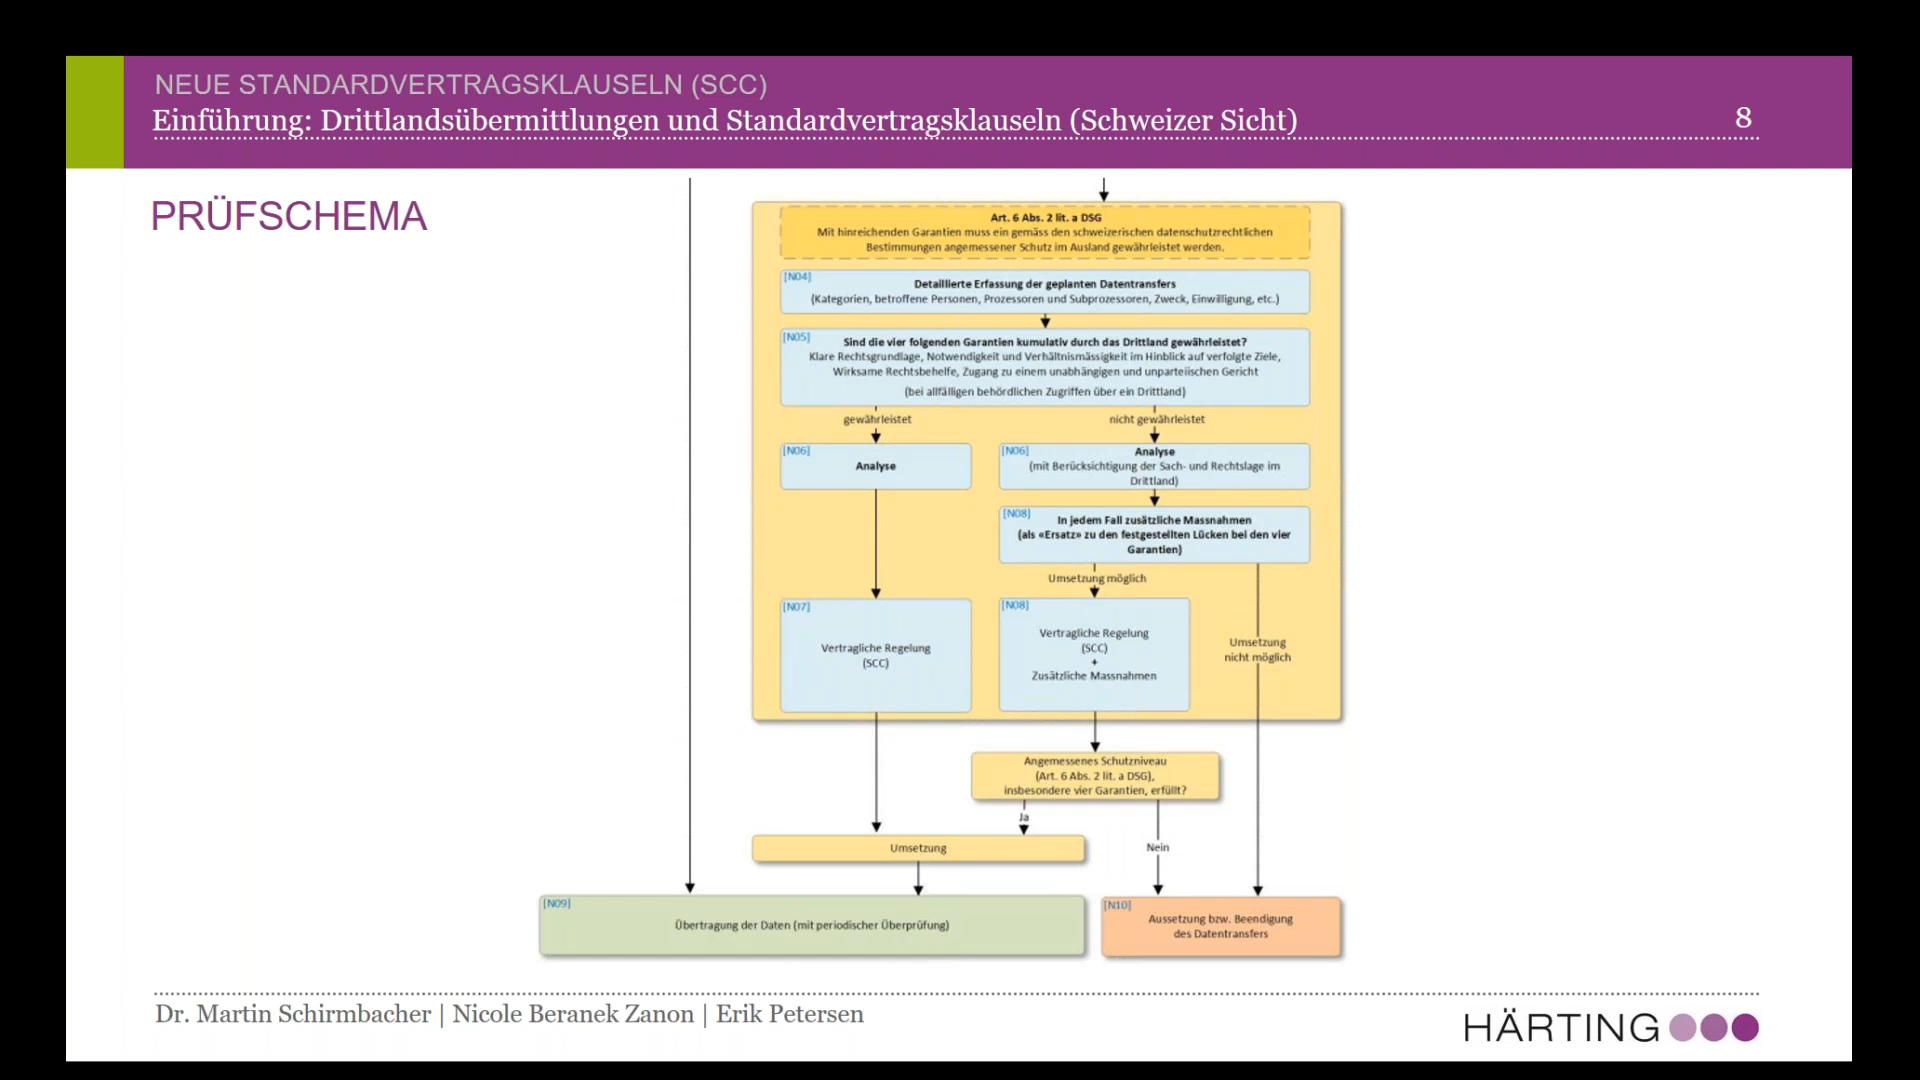 NEUE STANDARDVERTRAGSKLAUSELN (SCC)
Einführung: Drittlandsübermittlungen und Standardvertragsklauseln (Schweizer Sicht)
8
PRÜFSCHEMA
Art. 6 Abs. 2 lit. a DSG
Mit hinreichenden Garantien muss ein gemäss den schweizerischen datenschutzrechtlichen
Bestimmungen angemessener Schutz im Ausland gewährleistet werden.
[N04]
Detaillierte Erfassung der geplanten Datentransfers
(Kategorien, betroffene Personen, Prozessoren und Subprozessoren, Zweck, Einwilligung, etc.)
[N05]
Sind die vier folgenden Garantien kumulativ durch das Drittland gewährleistet?
Klare Rechtsgrundlage, Notwendigkeit und Verhältnismässigkeit im Hinblick auf verfolgte Ziele,
Wirksame Rechtsbehelfe, Zugang zu einem unabhängigen und unparteiischen Gericht
(bei allfälligen behördlichen Zugriffen über ein Drittland)
gewährleistet
nicht gewährleistet
[N06]
Analyse
[N06]
Analyse
(mit Berücksichtigung der Sach- und Rechtslage im
Drittland)
[N08]
In jedem Fall zusätzliche Massnahmen
(als «Ersatz» zu den festgestellten Lücken bei den vier
Garantien)
Umsetzung möglich
[N07]
Vertragliche Regelung
(SCC)
[N08]
Vertragliche Regelung
(SCC)
+
Zusätzliche Massnahmen
Umsetzung
nicht möglich
Angemessenes Schutzniveau
(Art. 6 Abs. 2 lit. a DSG),
insbesondere vier Garantien, erfüllt?
Ja
Nein
Umsetzung
[N09]
Übertragung der Daten (mit periodischer Überprüfung)
[N10]
Aussetzung bzw. Beendigung
des Datentransfers
Dr. Martin Schirmbacher | Nicole Beranek Zanon | Erik Petersen
HÄRTING